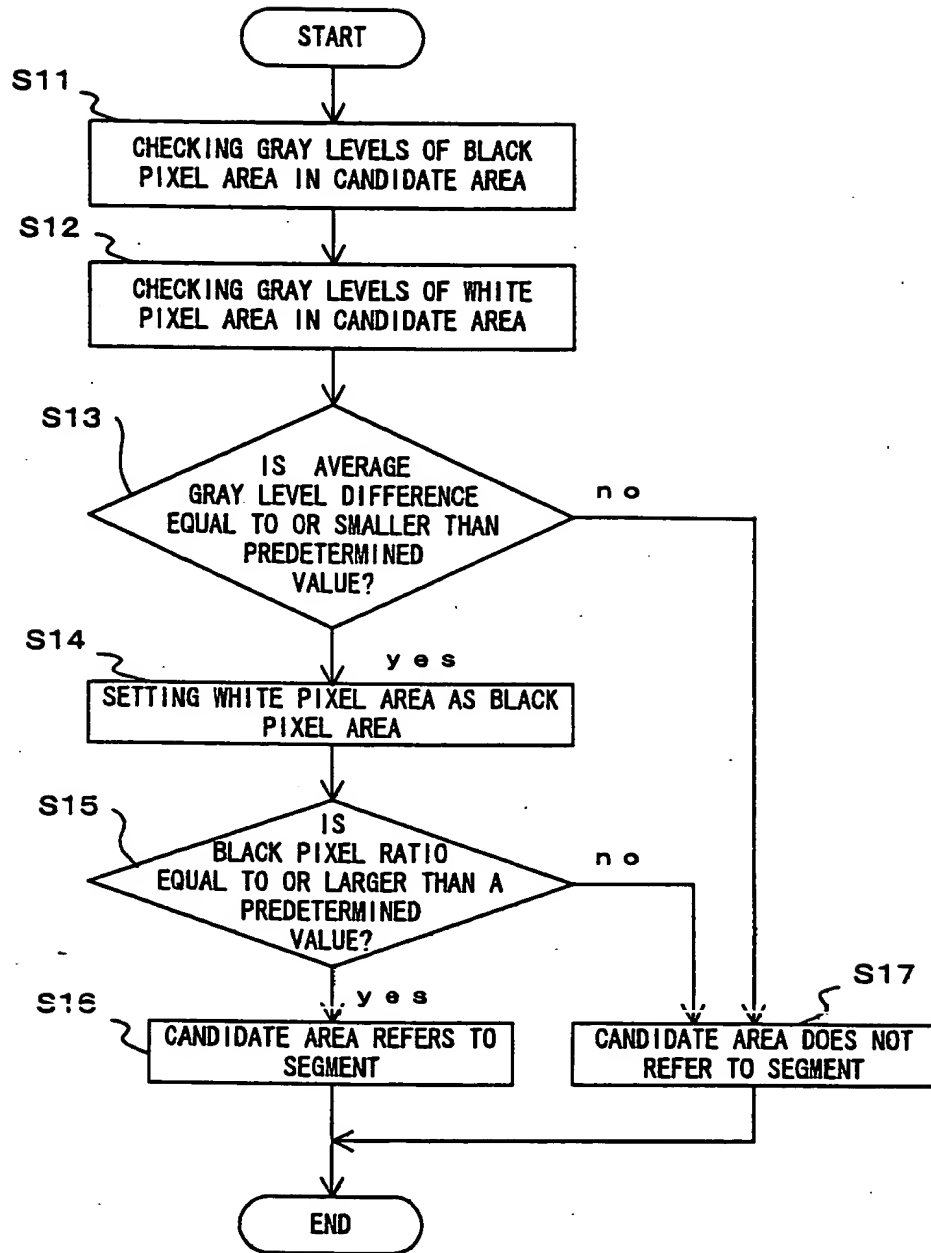 START
S11
CHECKING GRAY LEVELS OF BLACK
PIXEL AREA IN CANDIDATE AREA
S12
CHECKING GRAY LEVELS OF WHITE
PIXEL AREA IN CANDIDATE AREA
S13
IS AVERAGE
GRAY LEVEL DIFFERENCE
EQUAL TO OR SMALLER THAN
PREDETERMINED
VALUE?
no
yes
S14
SETTING WHITE PIXEL AREA AS BLACK
PIXEL AREA
S15
IS
BLACK PIXEL RATIO
EQUAL TO OR LARGER THAN A
PREDETERMINED
VALUE?
no
yes
S16
CANDIDATE AREA REFERS TO
SEGMENT
S17
CANDIDATE AREA DOES NOT
REFER TO SEGMENT
END